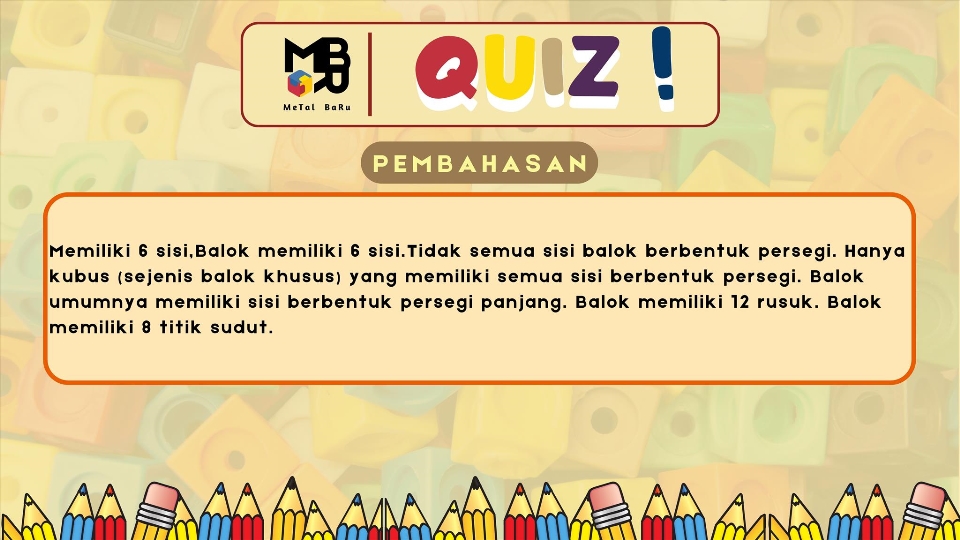 MBRU
MeTal BaRu
QUIZ !
PEMBAHASAN
Memiliki 6 sisi,Balok memiliki 6 sisi.Tidak semua sisi balok berbentuk persegi. Hanya
kubus (sejenis balok khusus) yang memiliki semua sisi berbentuk persegi. Balok
umumnya memiliki sisi berbentuk persegi panjang. Balok memiliki 12 rusuk. Balok
memiliki 8 titik sudut.